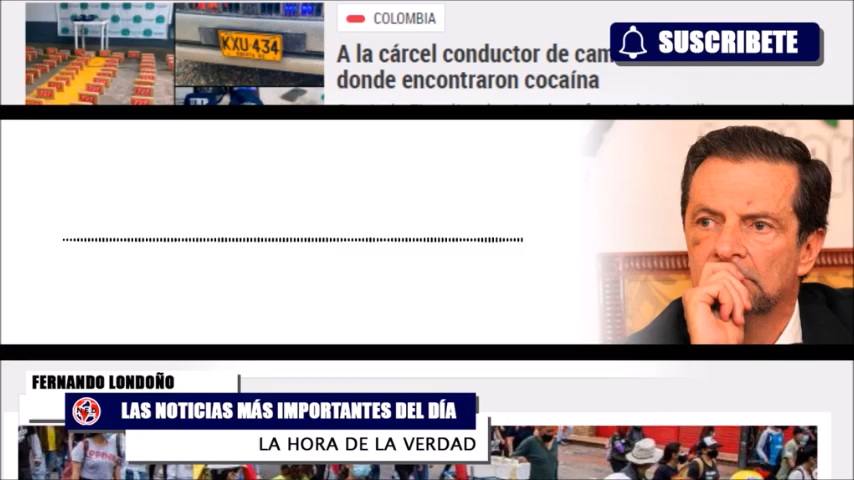 COLOMBIA
A la cárcel conductor de cam
donde encontraron cocaína
SUSCRIBETE
KXU 434
FERNANDO LONDOÑO
LAS NOTICIAS MÁS IMPORTANTES DEL DÍA
LA HORA DE LA VERDAD